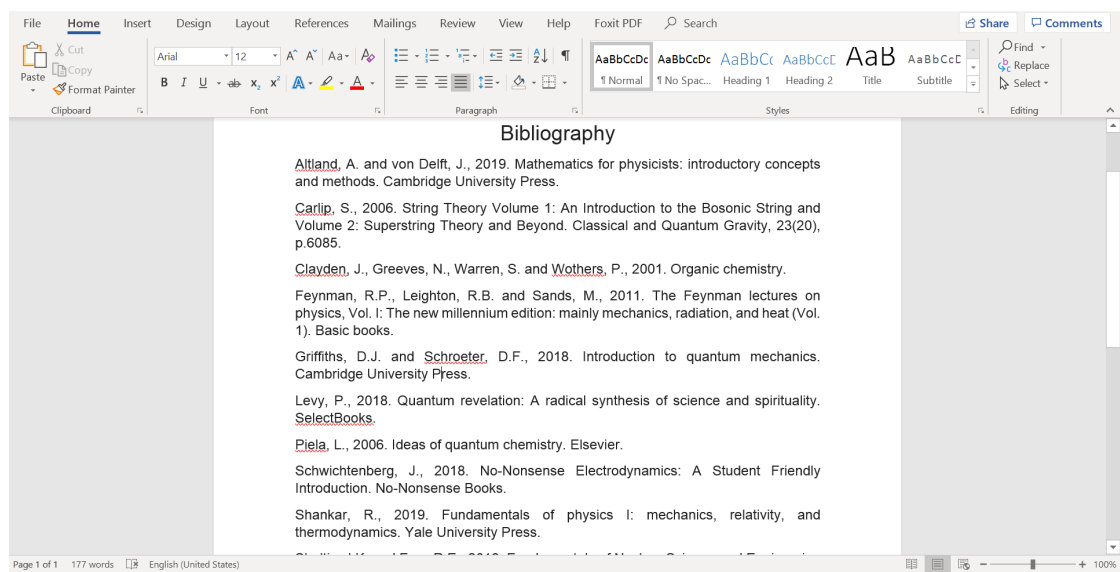 File Home Insert Design Layout References Mailings Review View Help Foxit PDF Search Share Comments
Paste
Cut
Copy
Format Painter
Clipboard
Arial 12
B I U ab x₂ x²
Font
Paragraph
AaBbCcDc AaBbCcDc AaBbCc AaBbCcD AaB AaBbCcD
¶ Normal ¶ No Spac... Heading 1 Heading 2 Title Subtitle
Styles
Find
Replace
Select
Editing
Bibliography
Altland, A. and von Delft, J., 2019. Mathematics for physicists: introductory concepts
and methods. Cambridge University Press.
Carlip, S., 2006. String Theory Volume 1: An Introduction to the Bosonic String and
Volume 2: Superstring Theory and Beyond. Classical and Quantum Gravity, 23(20),
p.6085.
Clayden, J., Greeves, N., Warren, S. and Wothers, P., 2001. Organic chemistry.
Feynman, R.P., Leighton, R.B. and Sands, M., 2011. The Feynman lectures on
physics, Vol. I: The new millennium edition: mainly mechanics, radiation, and heat (Vol.
1). Basic books.
Griffiths, D.J. and Schroeter, D.F., 2018. Introduction to quantum mechanics.
Cambridge University Press.
Levy, P., 2018. Quantum revelation: A radical synthesis of science and spirituality.
SelectBooks.
Piela, L., 2006. Ideas of quantum chemistry. Elsevier.
Schwichtenberg, J., 2018. No-Nonsense Electrodynamics: A Student Friendly
Introduction. No-Nonsense Books.
Shankar, R., 2019. Fundamentals of physics I: mechanics, relativity, and
thermodynamics. Yale University Press.
Page 1 of 1 177 words English (United States) 100%